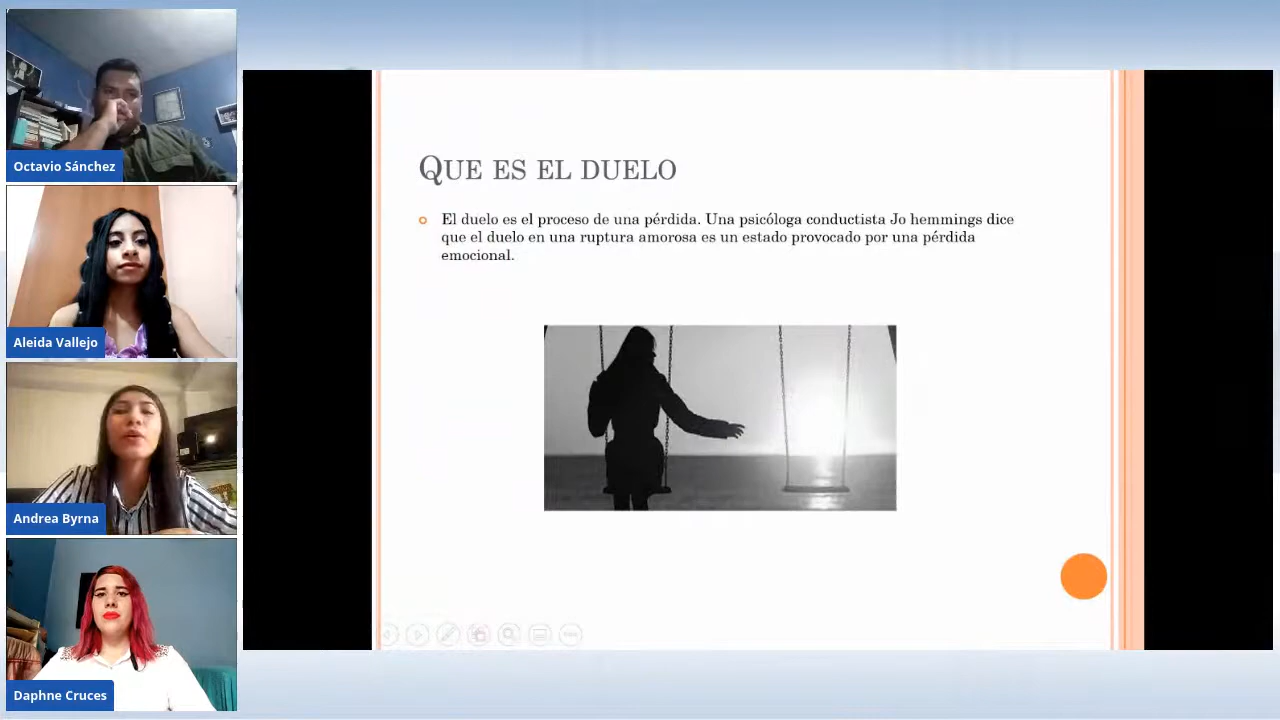 Octavio Sánchez
Aleida Vallejo
Andrea Byrna
Daphne Cruces
QUE ES EL DUELO
El duelo es el proceso de una pérdida. Una psicóloga conductista Jo hemmings dice
que el duelo en una ruptura amorosa es un estado provocado por una pérdida
emocional.